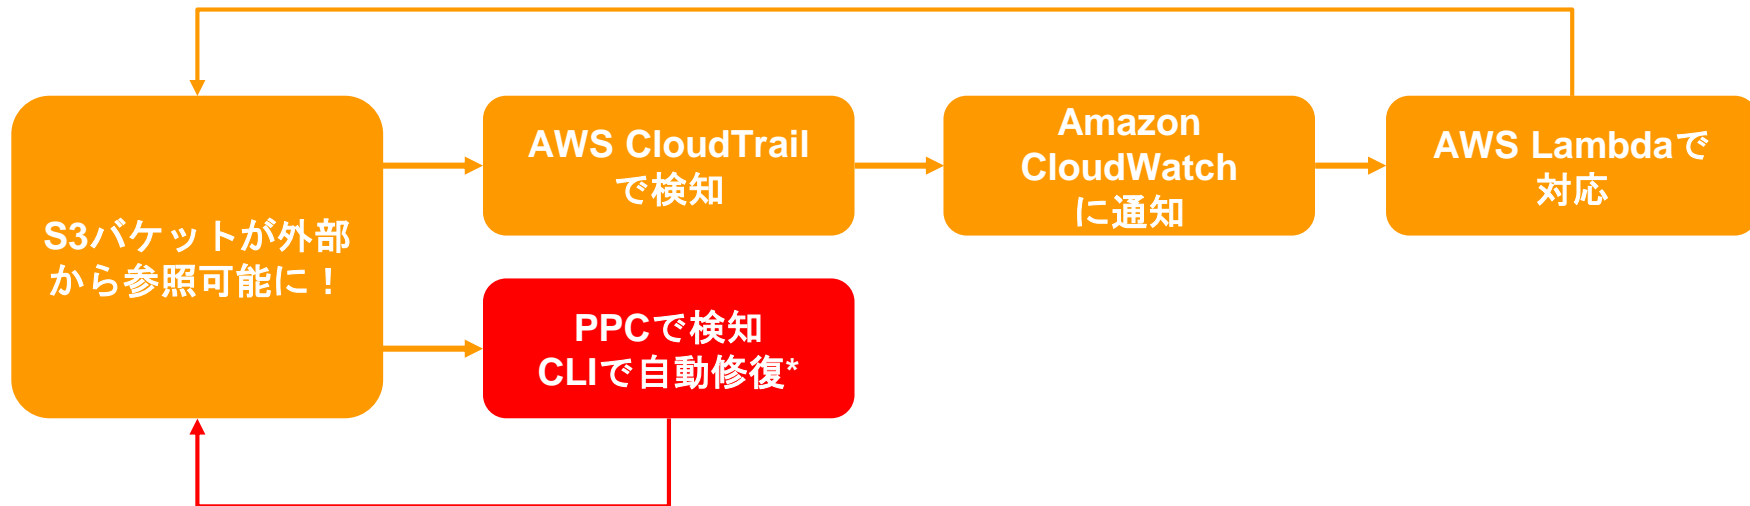 S3バケットが外部
から参照可能に！
AWS CloudTrail
で検知
Amazon
CloudWatch
に通知
AWS Lambdaで
対応
PPCで検知
CLIで自動修復*